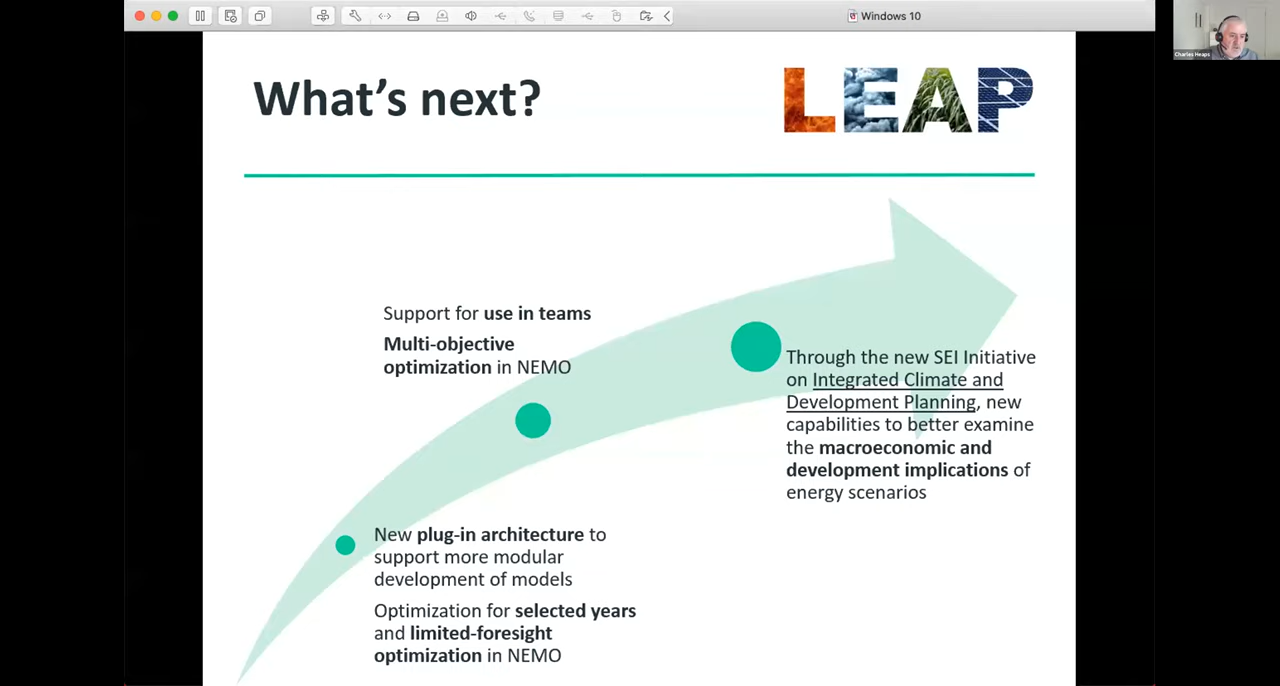 Windows 10
Charles Heaps
What's next?
LEAP
Support for use in teams
Multi-objective
optimization in NEMO
Through the new SEI Initiative
on Integrated Climate and
Development Planning, new
capabilities to better examine
the macroeconomic and
development implications of
energy scenarios
New plug-in architecture to
support more modular
development of models
Optimization for selected years
and limited-foresight
optimization in NEMO